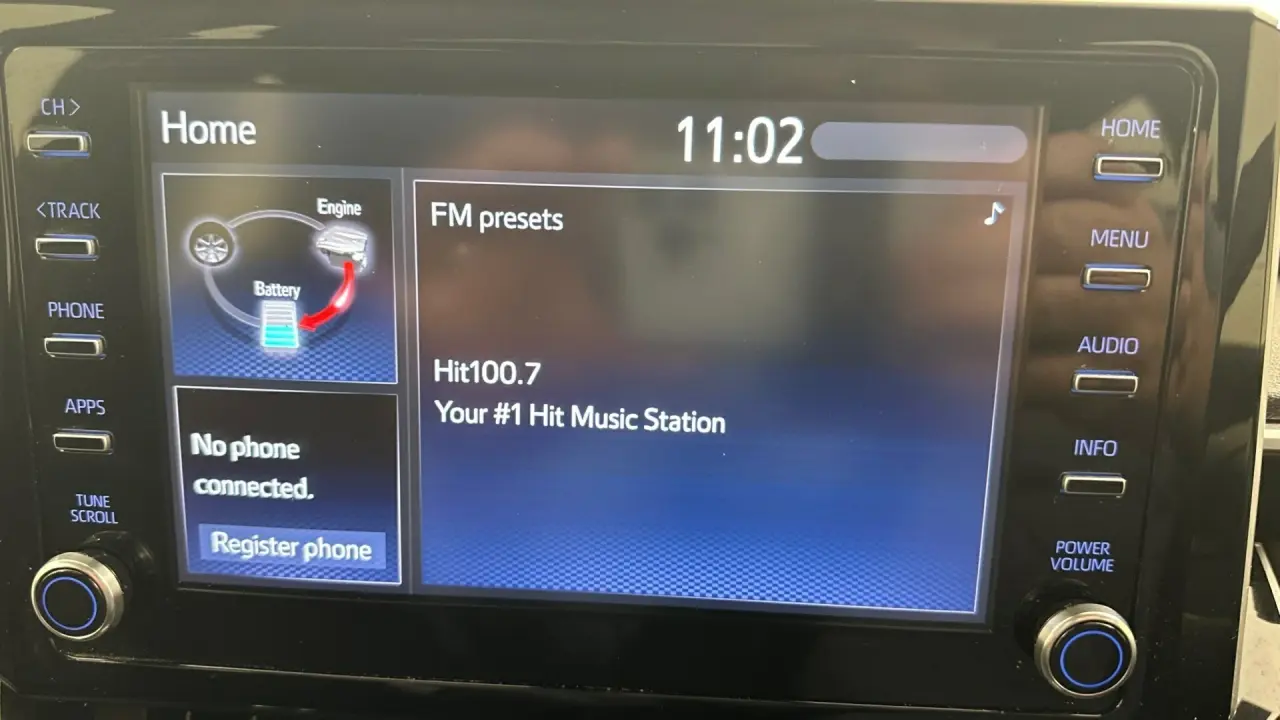 CH>
<TRACK
PHONE
APPS
TUNE
SCROLL
Home
11:02
Engine
Battery
No phone
connected.
Register phone
FM presets
Hit100.7
Your #1 Hit Music Station
HOME
MENU
AUDIO
INFO
POWER
VOLUME